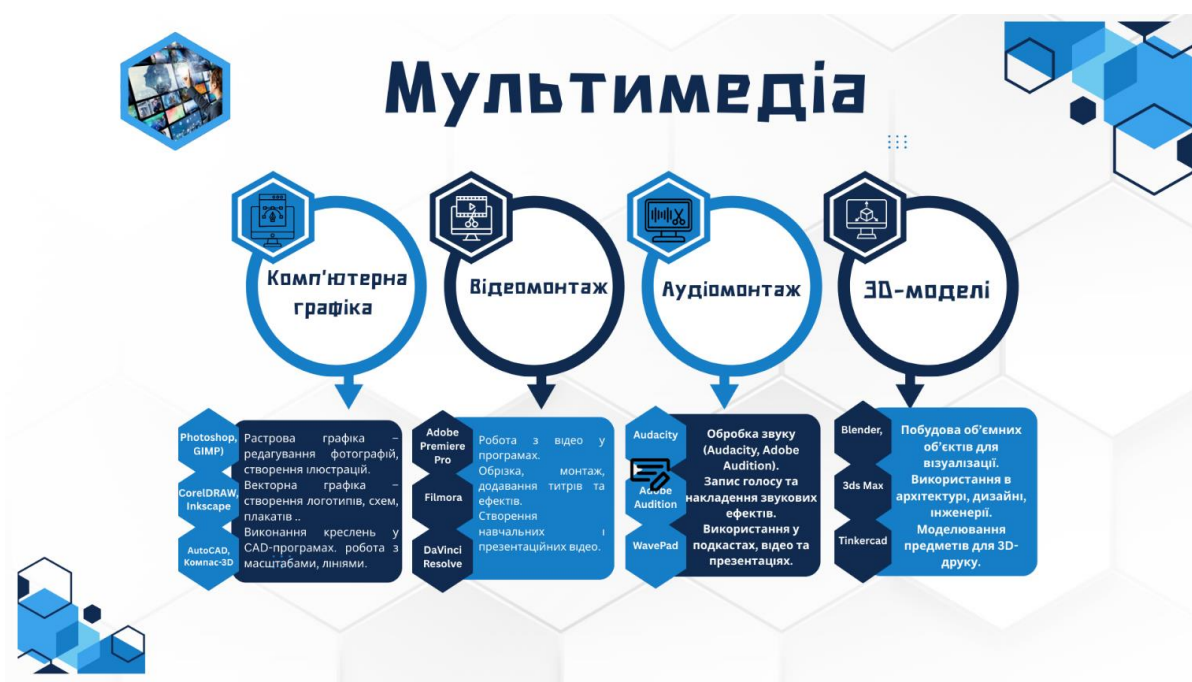 Мультимедіа
Комп'ютерна
графіка
Відеомонтаж
Аудіомонтаж
3D-моделі
Photoshop,
GIMP)
CorelDRAW,
Inkscape
AutoCAD,
Компас-3D
Растрова графіка –
редагування фотографій,
створення ілюстрацій.
Векторна графіка –
створення логотипів, схем,
плакатів ..
Виконання креслень у
CAD-програмах. робота з
масштабами, лініями.
Adobe
Premiere
Pro
Filmora
DaVinci
Resolve
Робота з відео у
програмах.
Обрізка, монтаж,
додавання титрів та
ефектів.
Створення
навчальних і
презентаційних відео.
Audacity
Adobe
Audition
WavePad
Обробка звуку
(Audacity, Adobe
Audition).
Запис голосу та
накладення звукових
ефектів.
Використання у
подкастах, відео та
презентаціях.
Blender,
3ds Max
Tinkercad
Побудова об’ємних
об’єктів для
візуалізації.
Використання в
архітектурі, дизайні,
інженерії.
Моделювання
предметів для 3D-
друку.